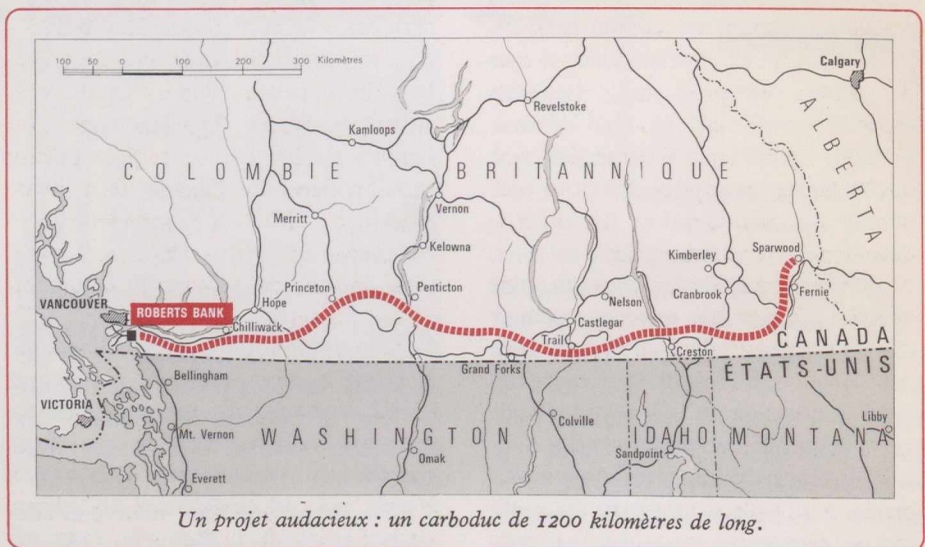 100 50 0 100 200 300 Kilomètres
Calgary
Revelstoke
Kamloops
ALBERTA
COLOMBIE BRITANNIQUE
Vernon
Merritt
Kelowna
Sparwood
Kimberley
Princeton
Penticton
Fernie
Cranbrook
Nelson
VANCOUVER
ROBERTS BANK
Hope
Chilliwack
Castlegar
Trail
CANADA
Creston
Grand Forks
ÉTATS-UNIS
Bellingham
VICTORIA
Colville
Libby
Mt. Vernon
WASHINGTON
IDAHO
MONTANA
Omak
Sandpoint
Everett
Un projet audacieux : un carboduc de 1200 kilomètres de long.